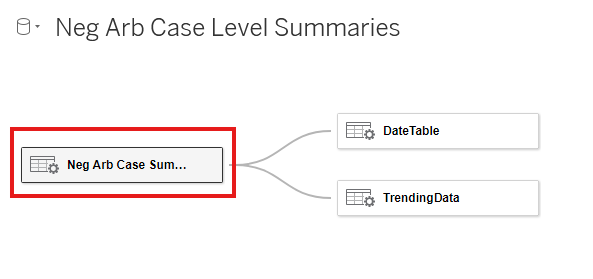 Neg Arb Case Level Summaries
DateTable
Neg Arb Case Sum...
TrendingData